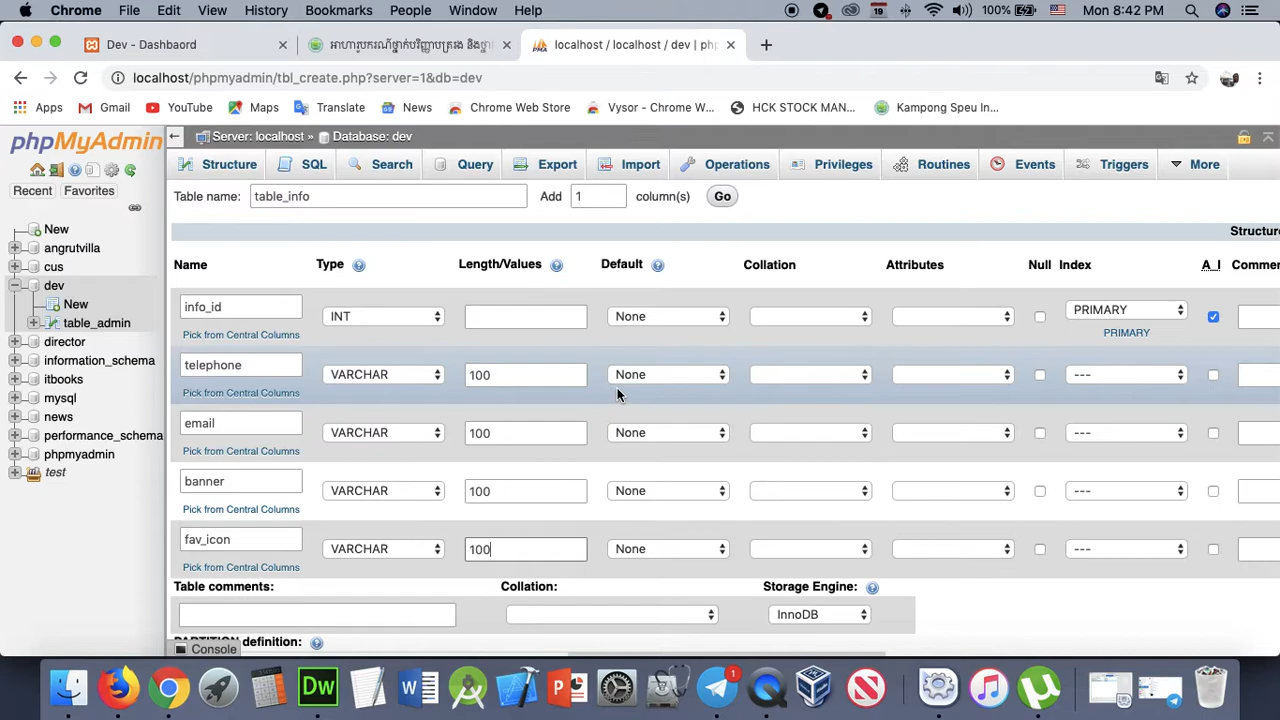 Chrome File Edit View History Bookmarks People Window Help 19 100% Mon 8:42 PM
Dev - Dashbaord
localhost / localhost / dev | php
localhost/phpmyadmin/tbl_create.php?server=1&db=dev
Apps Gmail YouTube Maps Translate News Chrome Web Store Vysor - Chrome W... HCK STOCK MAN... Kampong Speu In...
phpMyAdmin
Recent Favorites
New
angrutvilla
cus
dev
New
table_admin
director
information_schema
itbooks
mysql
news
performance_schema
phpmyadmin
test
Server: localhost » Database: dev
Structure SQL Search Query Export Import Operations Privileges Routines Events Triggers More
Table name: table_info Add 1 column(s) Go
Structure
Name Type Length/Values Default Collation Attributes Null Index A_I Comme
info_id INT None PRIMARY
Pick from Central Columns PRIMARY
telephone VARCHAR 100 None ---
Pick from Central Columns
email VARCHAR 100 None ---
Pick from Central Columns
banner VARCHAR 100 None ---
Pick from Central Columns
fav_icon VARCHAR 100 None ---
Pick from Central Columns
Table comments: Collation: Storage Engine:
InnoDB
PARTITION definition:
Console
Dw W P 1 N µ